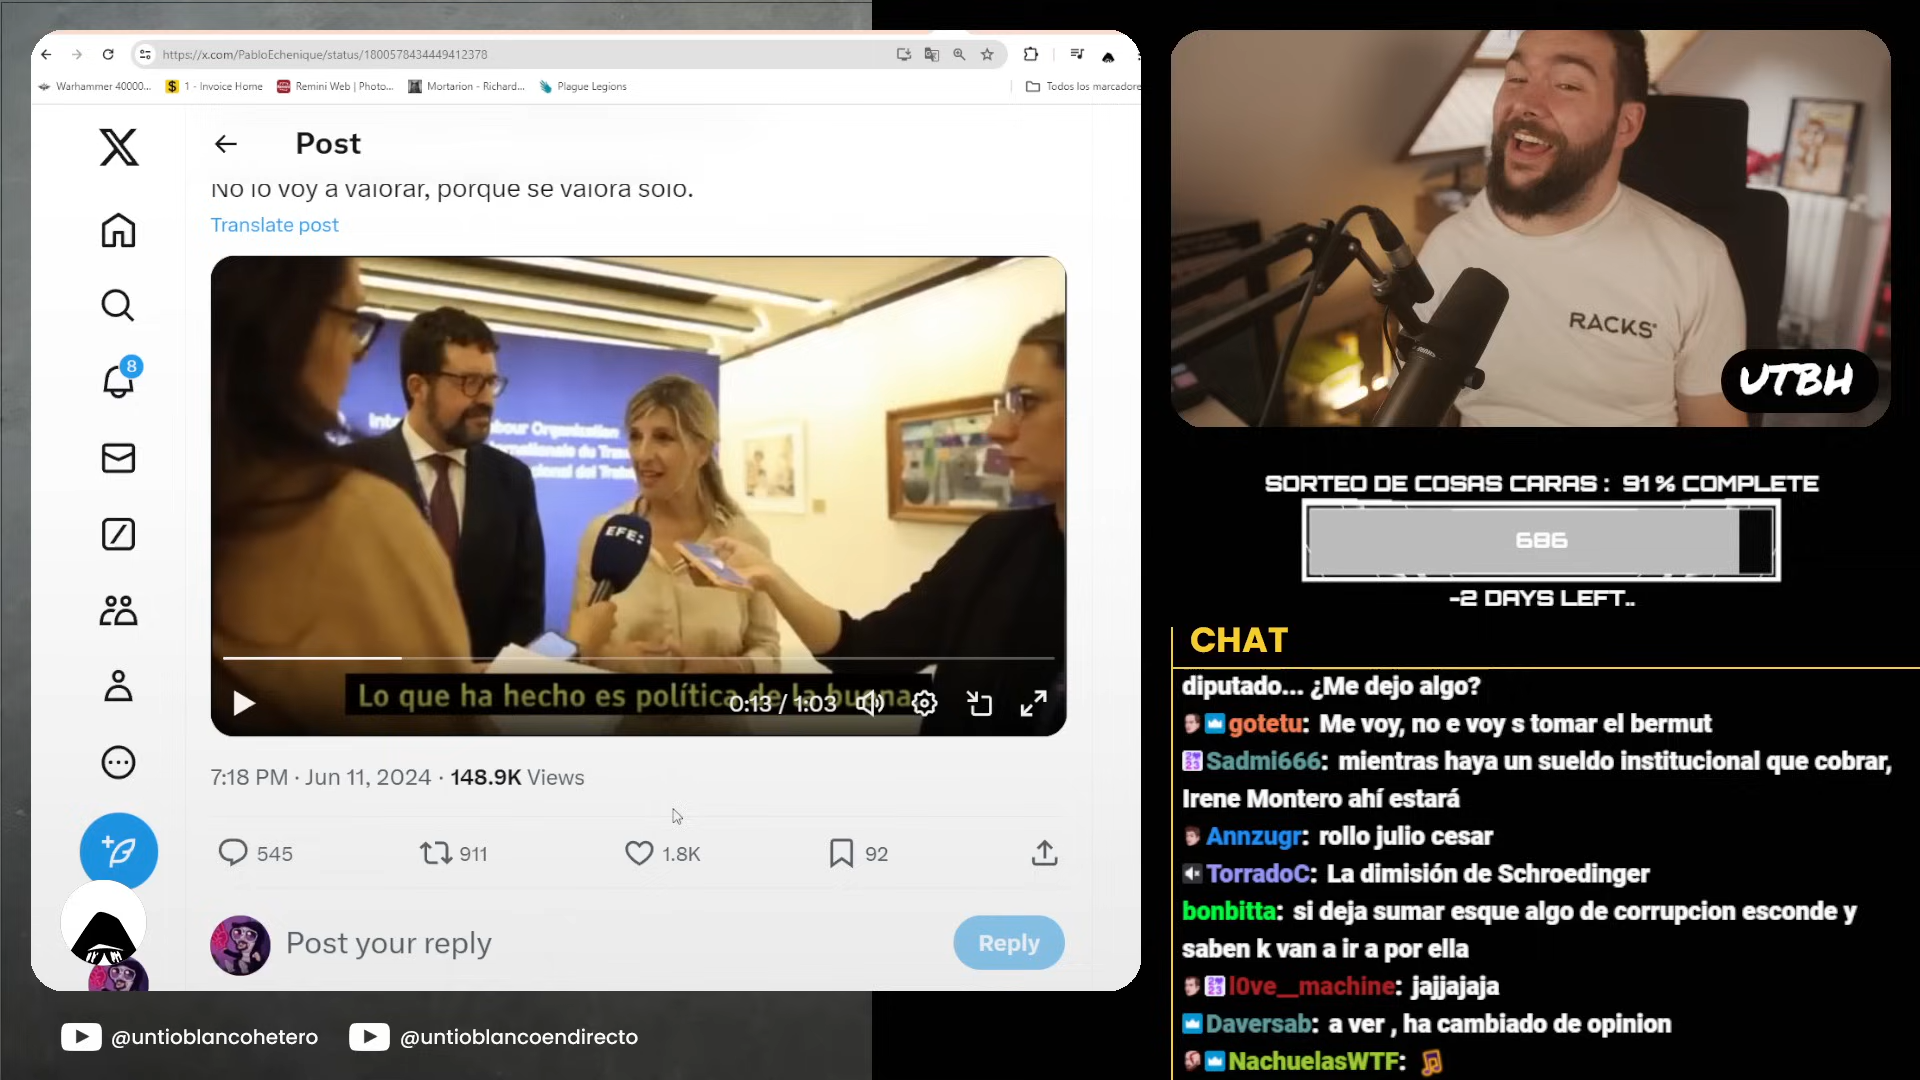 https://x.com/PabloEchenique/status/1800578434449412378
Warhammer 40000...
1 - Invoice Home
Remini Web | Photo...
Mortarion - Richard...
Plague Legions
Todos los marcadore
Post
No lo voy a valorar, porque se valora solo.
Translate post
8
EFE:
Lo que ha hecho es política de la buena
0:13 / 1:03
7:18 PM · Jun 11, 2024 · 148.9K Views
545
911
1.8K
92
Post your reply
Reply
@untioblancohetero
@untioblancoendirecto
RACKS
UTBH
SORTEO DE COSAS CARAS : 91% COMPLETE
686
-2 DAYS LEFT..
CHAT
diputado... ¿Me dejo algo?
gotetu: Me voy, no e voy s tomar el bermut
Sadmi666: mientras haya un sueldo institucional que cobrar,
Irene Montero ahí estará
Annzugr: rollo julio cesar
TorradoC: La dimisión de Schroedinger
bonbitta: si deja sumar esque algo de corrupcion esconde y
saben k van a ir a por ella
l0ve__machine: jajjajaja
Daversab: a ver , ha cambiado de opinion
NachuelasWTF: